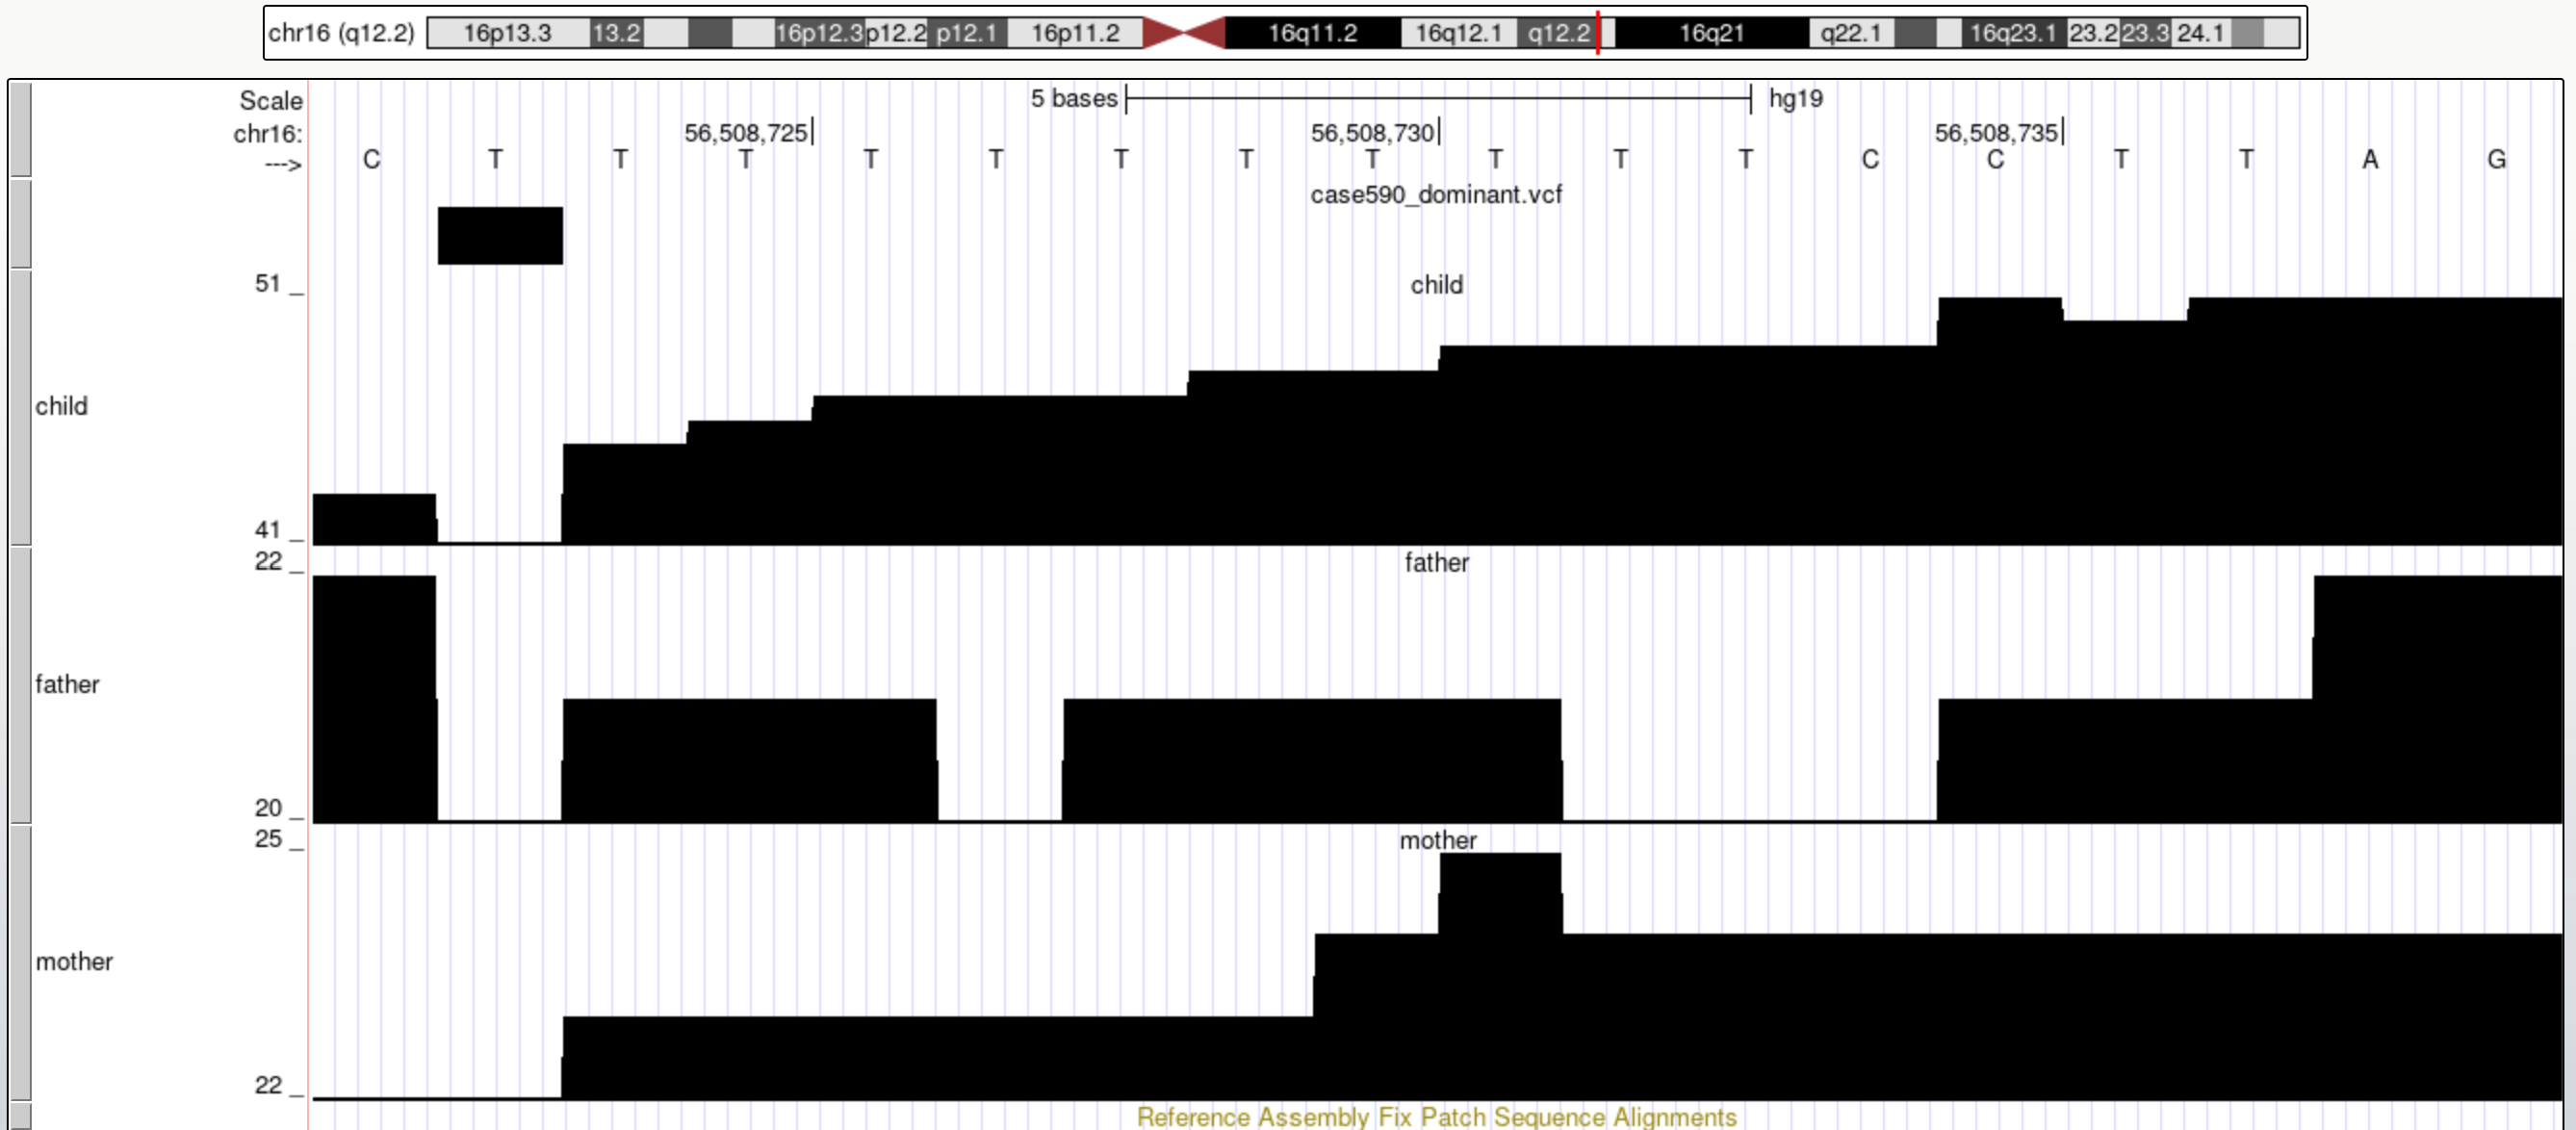 chr16 (q12.2) 16p13.3 13.2 16p12.3 p12.2 p12.1 16p11.2 16q11.2 16q12.1 q12.2 16q21 q22.1 16q23.1 23.2 23.3 24.1
Scale 5 bases hg19
chr16: 56,508,725 56,508,730 56,508,735
---> C T T T T T T T T T T T C C T T A G
case590_dominant.vcf
51 _ child
child
41 _
22 _ father
father
20 _
25 _ mother
mother
22 _
Reference Assembly Fix Patch Sequence Alignments